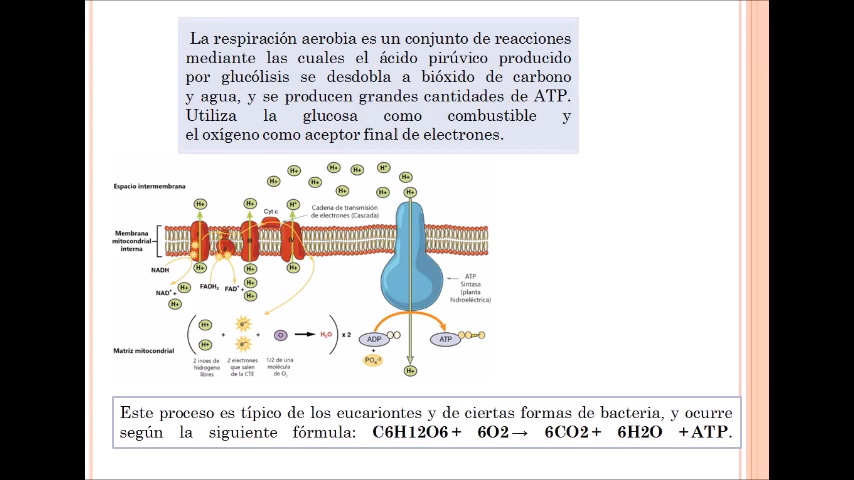 La respiración aerobia es un conjunto de reacciones
mediante las cuales el ácido pirúvico producido
por glucólisis se desdobla a bióxido de carbono
y agua, y se producen grandes cantidades de ATP.
Utiliza la glucosa como combustible y
el oxígeno como aceptor final de electrones.
H+ H+ H+ H+ H+
H+ H+ H+ H+
Espacio intermembrana
H+ H+ H+
Cyt c
Cadena de transmisión
de electrones (Cascada)
Membrana
mitocondrial
interna
III
IV
H+ H+
NADH
H+
NAD+ +
H+
H+
FADH2 FAD+ +
H+
H+
ATP
Sintasa
(planta
hidroeléctrica)
H+
H+
+
e-
e-
+
O
H2O
x 2
2 inoes de
hidrogeno
libres
2 electrones
que salen
de la CTE
1/2 de una
molécula
de O2
Matriz mitocondrial
ADP
+
PO4-3
ATP
H+
Este proceso es típico de los eucariontes y de ciertas formas de bacteria, y ocurre
según la siguiente fórmula: C6H12O6 + 6O2 → 6CO2 + 6H2O + ATP.